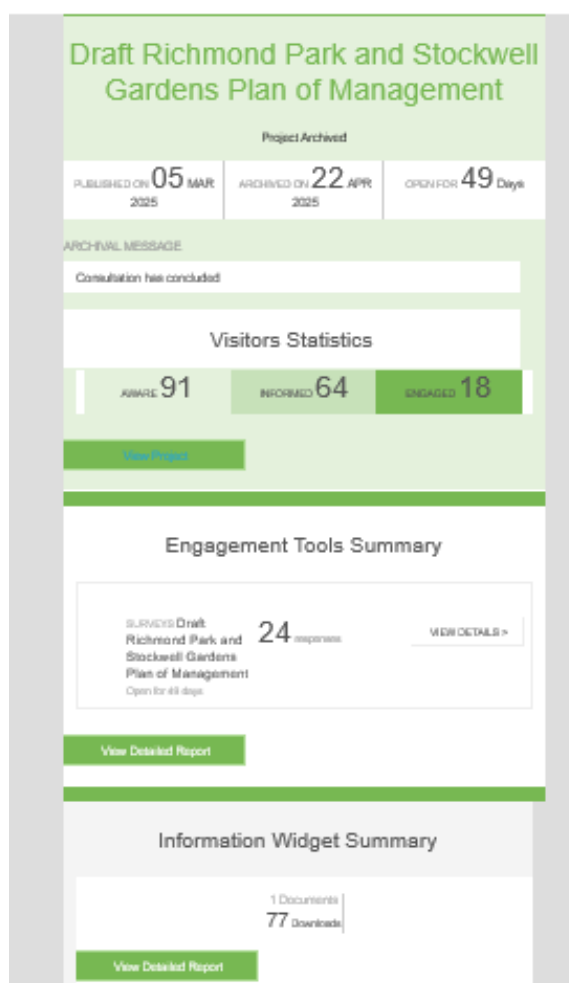 Draft Richmond Park and Stockwell
Gardens Plan of Management
Project Archived
PUBLISHED ON 05 MAR
2025
ARCHIVED ON 22 APR
2025
OPEN FOR 49 Days
ARCHIVAL MESSAGE
Consultation has concluded
Visitors Statistics
AWARE 91
INFORMED 64
ENGAGED 18
View Project
Engagement Tools Summary
SURVEYS Draft
Richmond Park and
Stockwell Gardens
Plan of Management
Open for 49 days
24 responses
VIEW DETAILS >
View Detailed Report
Information Widget Summary
1 Documents
77 Downloads
View Detailed Report